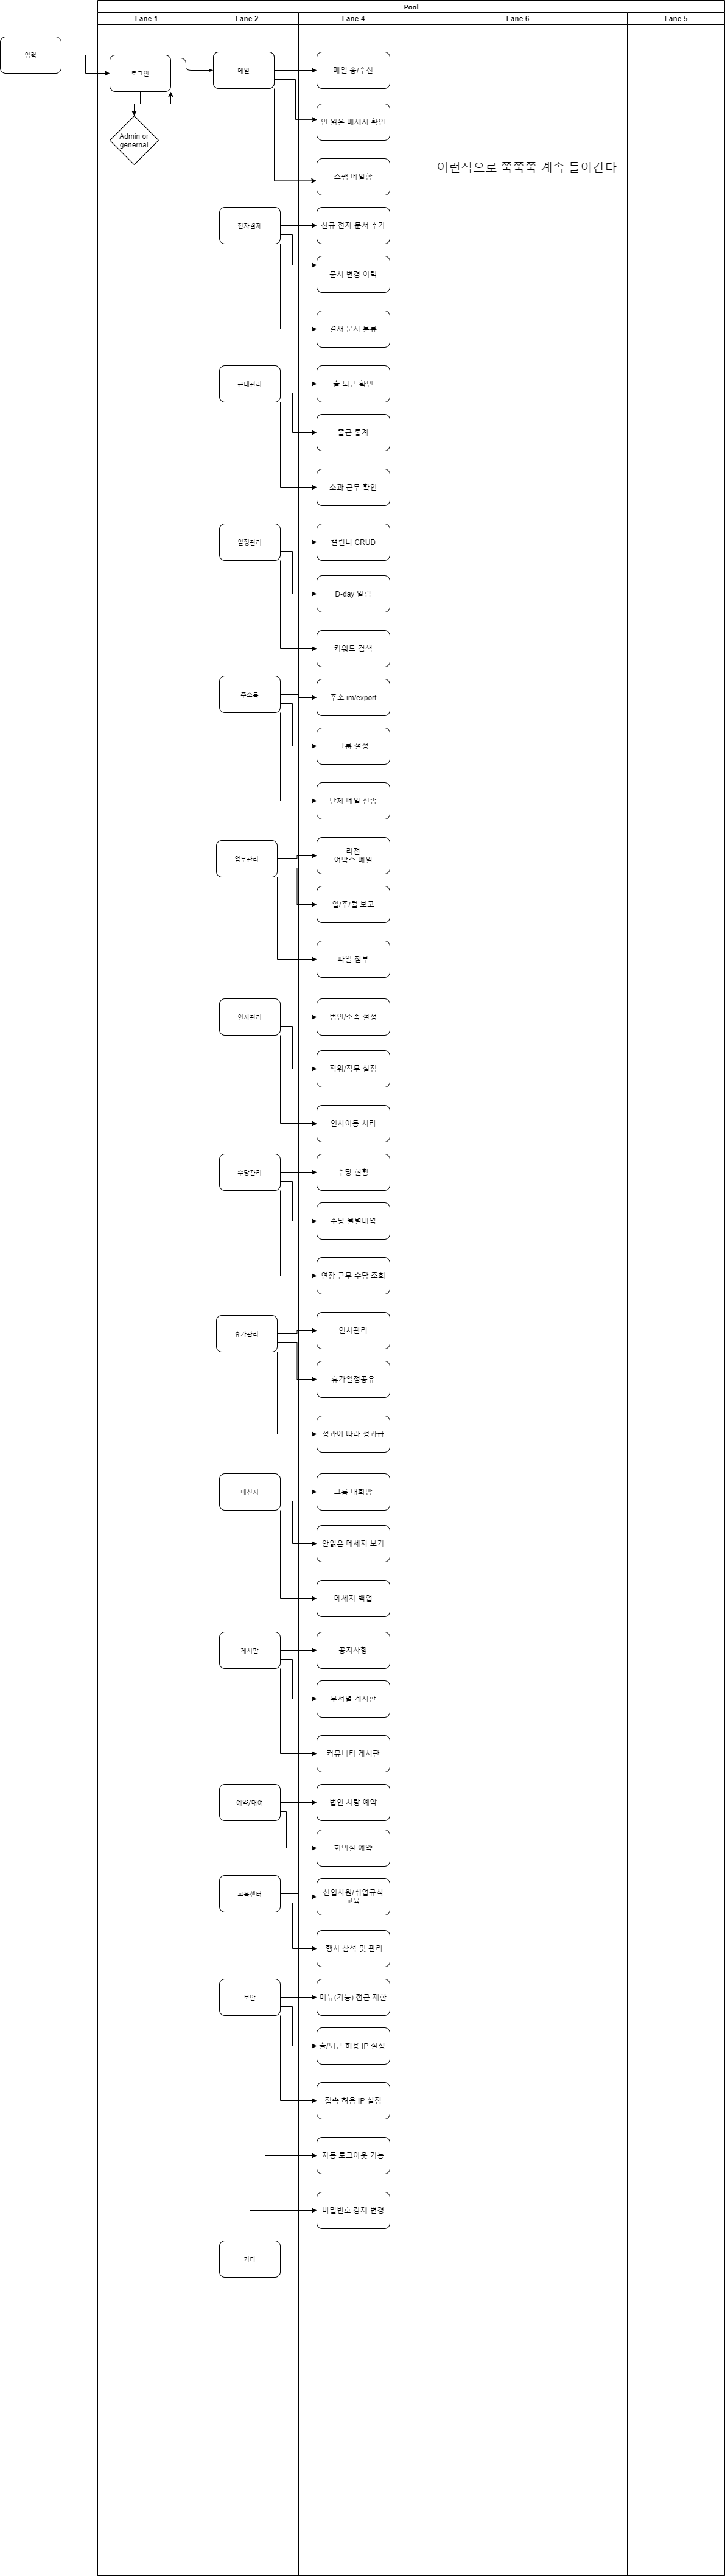 Pool
Lane 1
Lane 2
Lane 4
Lane 6
Lane 5
입력
로그인
Admin or
genernal
메일
메일 송/수신
안 읽은 메세지 확인
스팸 메일함
이런식으로 쭉쭉쭉 계속 들어간다
전자결제
신규 전자 문서 추가
문서 변경 이력
결재 문서 분류
근태관리
출 퇴근 확인
출근 통계
초과 근무 확인
일정관리
캘린더 CRUD
D-day 알림
키워드 검색
주소록
주소 im/export
그룹 설정
단체 메일 전송
업무관리
리전
어박스 메일
일/주/월 보고
파일 첨부
인사관리
법인/소속 설정
직위/직무 설정
인사이동 처리
수당관리
수당 현황
수당 월별내역
연장 근무 수당 조회
휴가관리
연차관리
휴가일정공유
성과에 따라 성과급
메신저
그룹 대화방
안읽은 메세지 보기
메세지 백업
게시판
공지사항
부서별 게시판
커뮤니티 게시판
예약/대여
법인 차량 예약
회의실 예약
교육센터
신입사원/취업규칙
교육
행사 참석 및 관리
보안
메뉴(기능) 접근 제한
출/퇴근 허용 IP 설정
접속 허용 IP 설정
자동 로그아웃 기능
비밀번호 강제 변경
기타